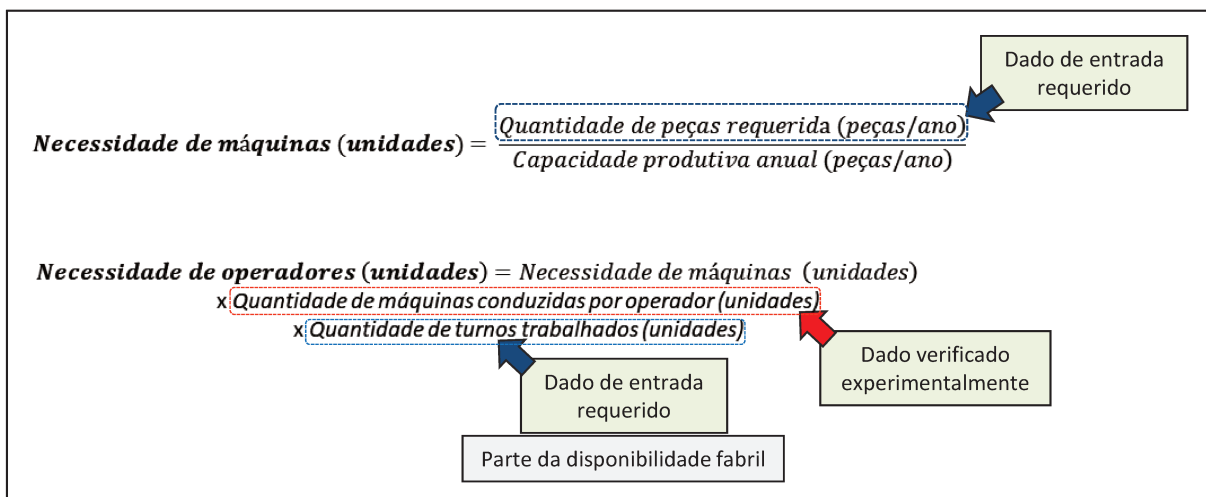 Dado de entrada
requerido
Necessidade de máquinas (unidades) = Quantidade de peças requerida (peças/ano)
Capacidade produtiva anual (peças/ano)
Necessidade de operadores (unidades) = Necessidade de máquinas (unidades)
x Quantidade de máquinas conduzidas por operador (unidades)
x Quantidade de turnos trabalhados (unidades)
Dado verificado
experimentalmente
Dado de entrada
requerido
Parte da disponibilidade fabril